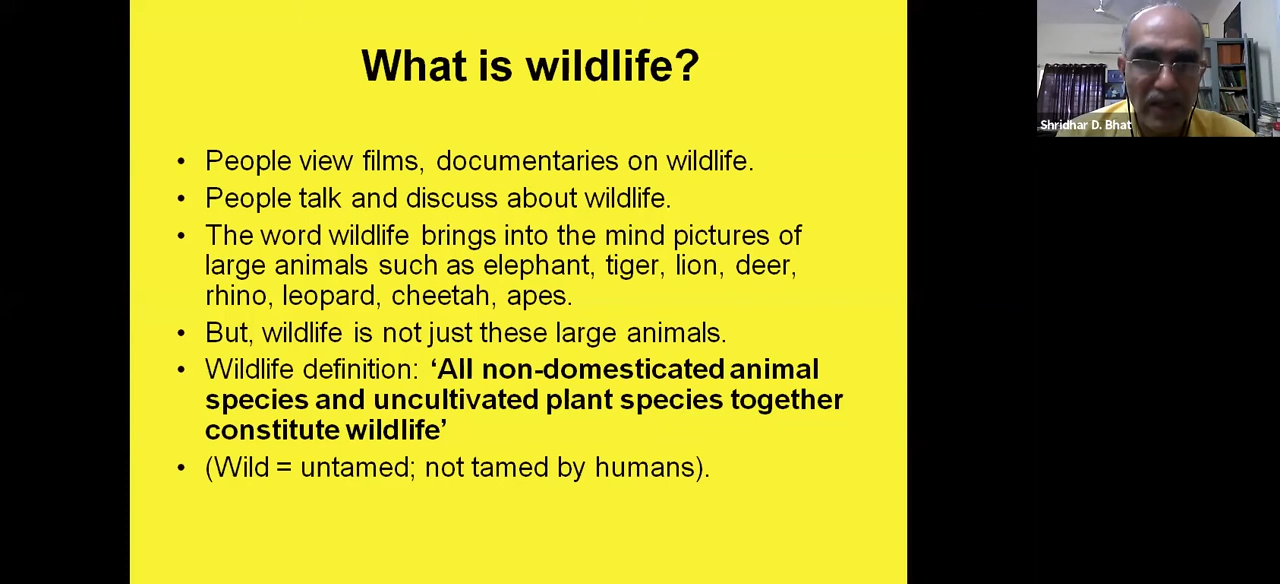 What is wildlife?
• People view films, documentaries on wildlife.
• People talk and discuss about wildlife.
• The word wildlife brings into the mind pictures of
large animals such as elephant, tiger, lion, deer,
rhino, leopard, cheetah, apes.
• But, wildlife is not just these large animals.
• Wildlife definition: ‘All non-domesticated animal
species and uncultivated plant species together
constitute wildlife’
• (Wild = untamed; not tamed by humans).
Shridhar D. Bhat